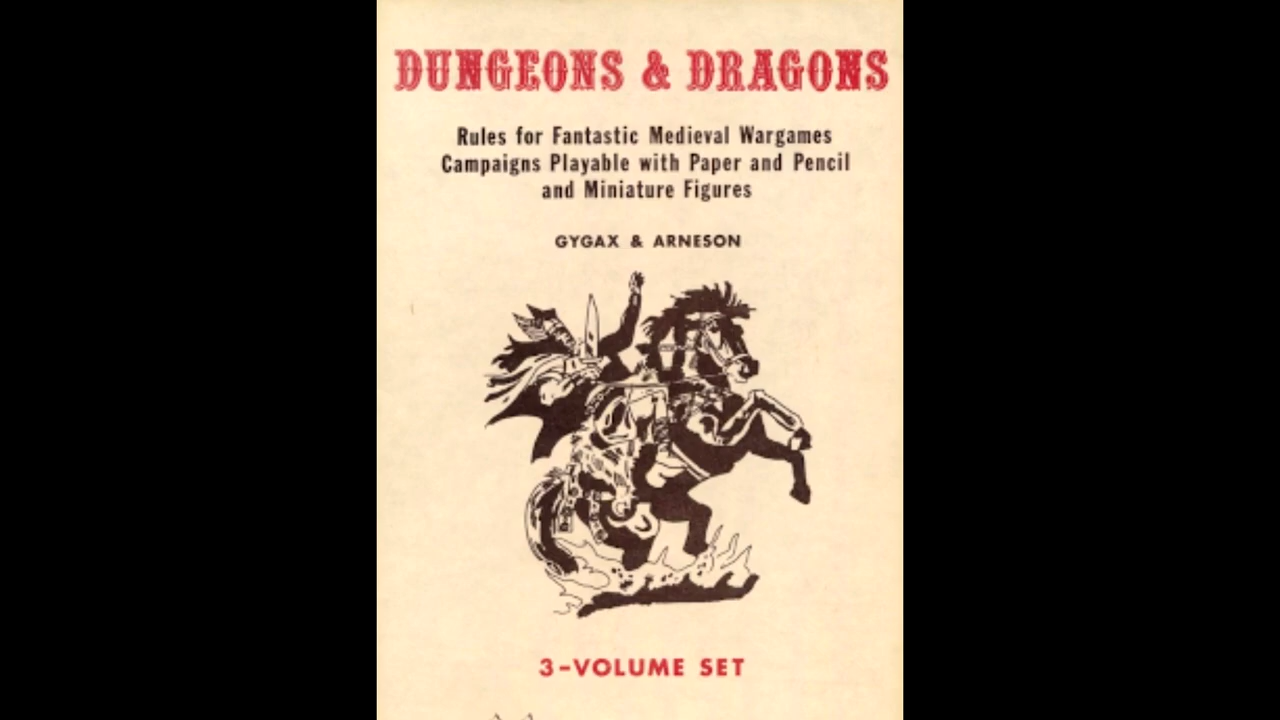 DUNGEONS & DRAGONS
Rules for Fantastic Medieval Wargames
Campaigns Playable with Paper and Pencil
and Miniature Figures
GYGAX & ARNESON
3-VOLUME SET